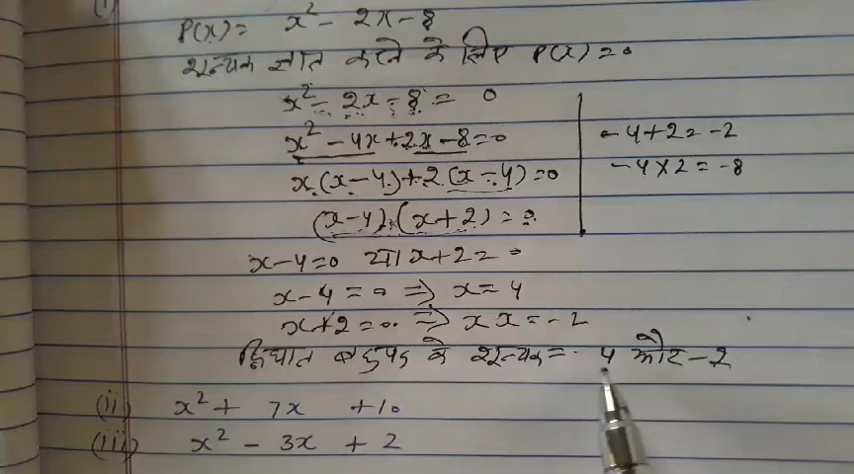 (i)
P(x) = x² - 2x - 8
शून्यक ज्ञात करने के लिए P(x) = 0
x² - 2x - 8 = 0
x² - 4x + 2x - 8 = 0
x(x - 4) + 2(x - 4) = 0
(x - 4)(x + 2) = 0
- 4 + 2 = - 2
- 4 × 2 = - 8
x - 4 = 0 या x + 2 = 0
x - 4 = 0 ⇒ x = 4
x + 2 = 0 ⇒ x x = - 2
द्विघात बहुपद के शून्यक = 4 और - 2
(ii) x² + 7x + 10
(iii) x² - 3x + 2